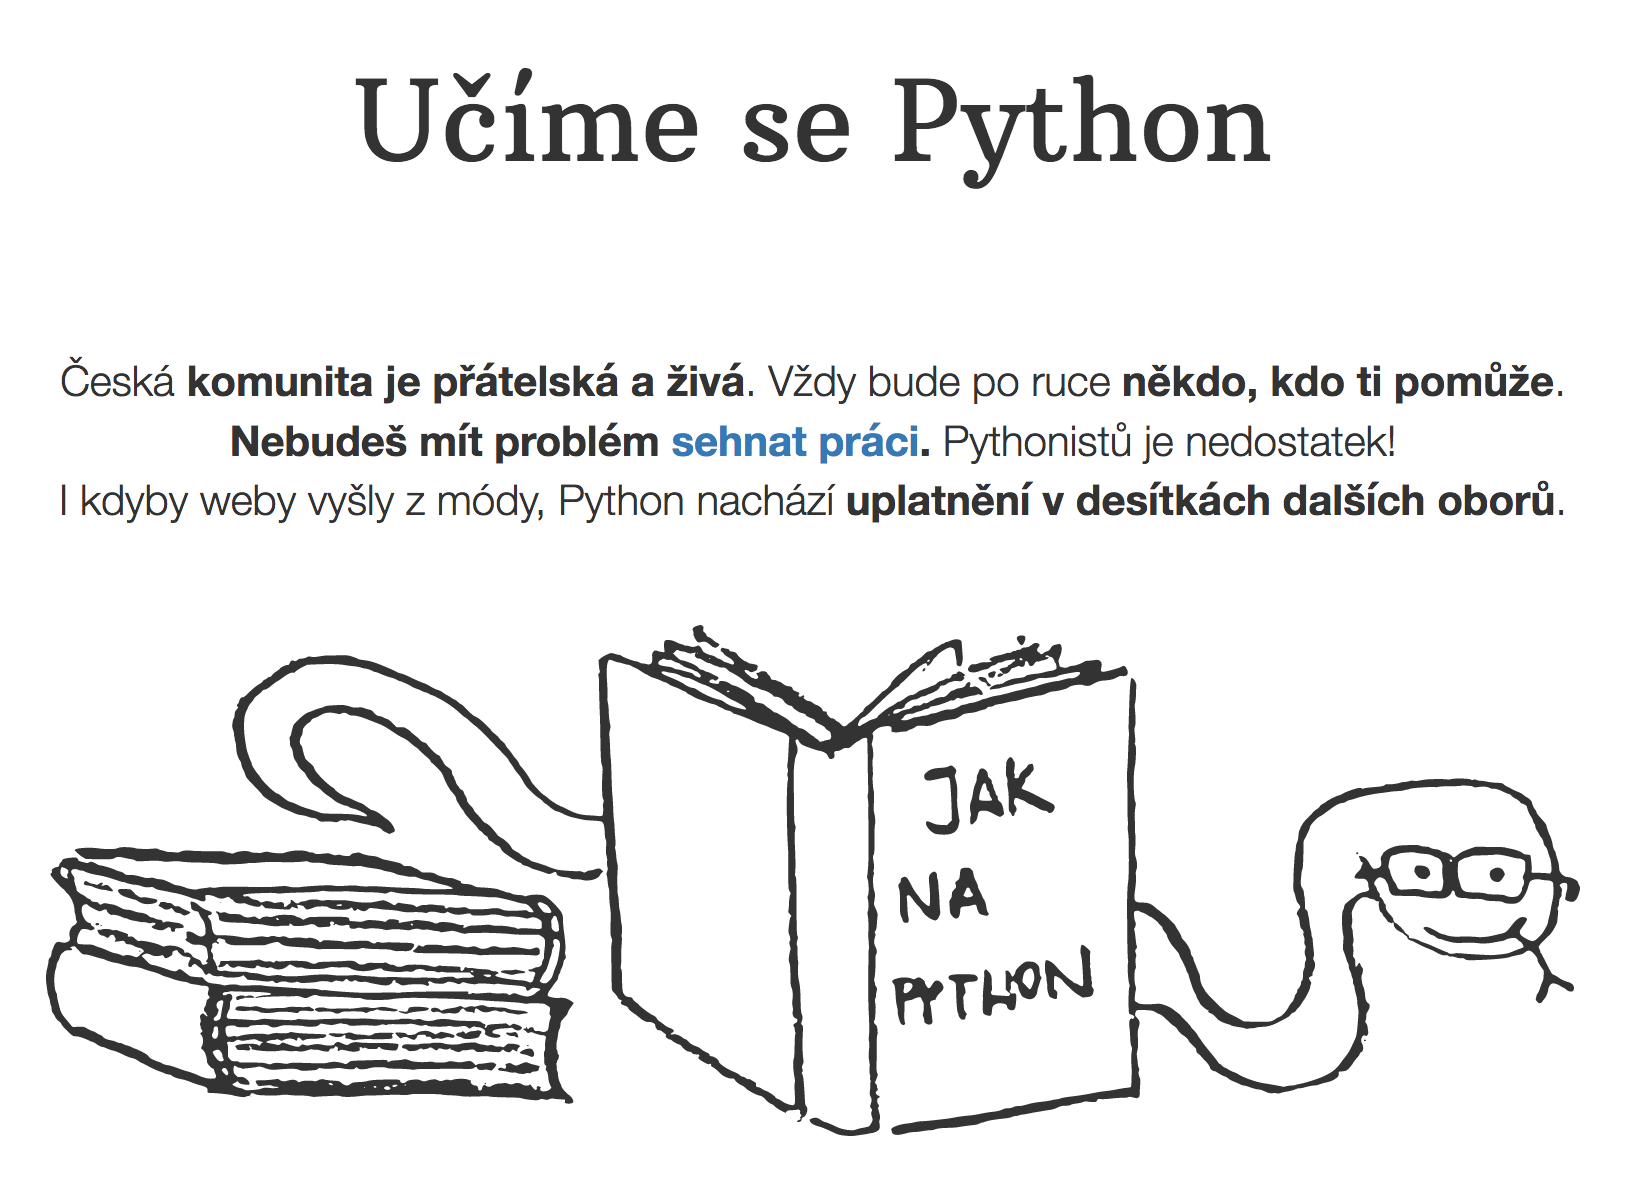 Učíme se Python
Česká komunita je přátelská a živá. Vždy bude po ruce někdo, kdo ti pomůže.
Nebudeš mít problém sehnat práci. Pythonistů je nedostatek!
I kdyby weby vyšly z módy, Python nachází uplatnění v desítkách dalších oborů.
JAK
NA
PYTHON